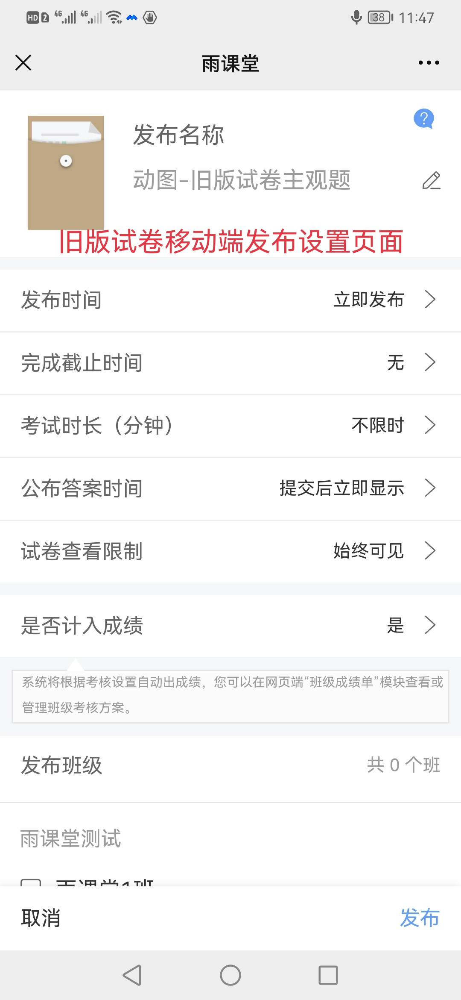 HD 2 4G 4G 38 11:47
雨课堂
发布名称
动图-旧版试卷主观题
旧版试卷移动端发布设置页面
发布时间 立即发布
完成截止时间 无
考试时长（分钟） 不限时
公布答案时间 提交后立即显示
试卷查看限制 始终可见
是否计入成绩 是
系统将根据考核设置自动出成绩，您可以在网页端“班级成绩单”模块查看或
管理班级考核方案。
发布班级 共 0 个班
雨课堂测试
雨课堂1班
取消 发布